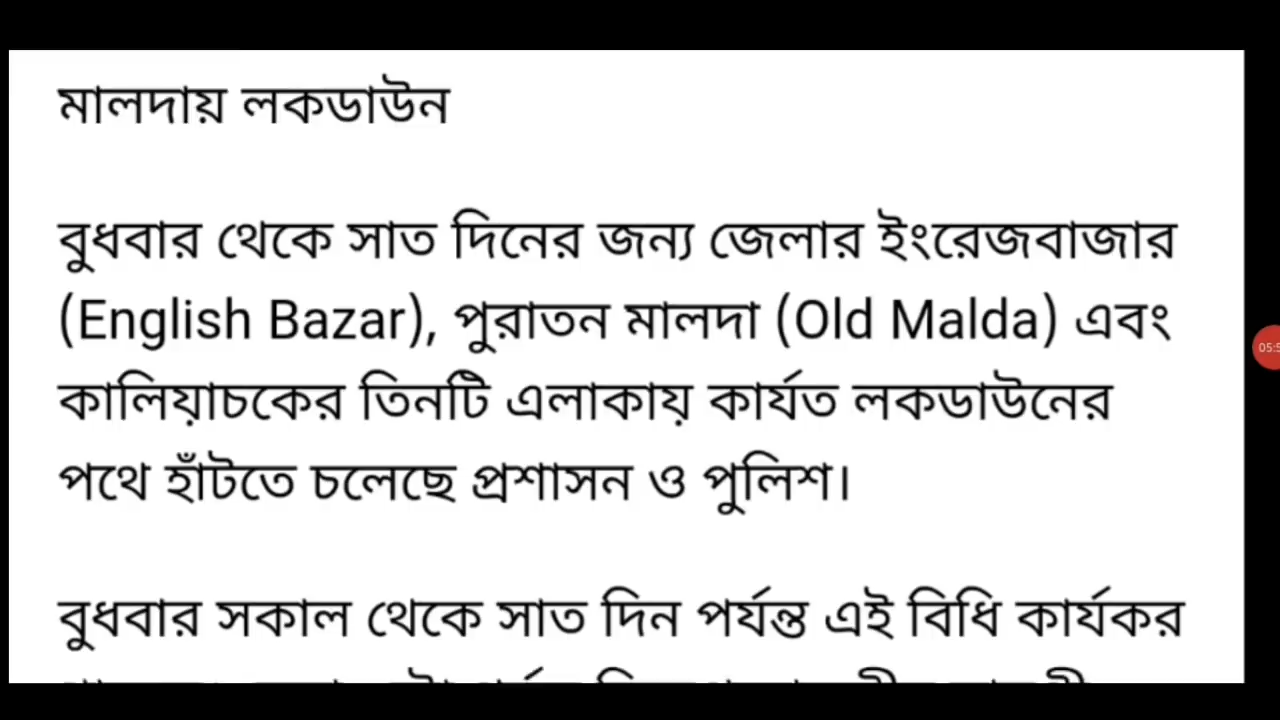 মালদায় লকডাউন
বুধবার থেকে সাত দিনের জন্য জেলার ইংরেজবাজার
(English Bazar), পুরাতন মালদা (Old Malda) এবং
কালিয়াচকের তিনটি এলাকায় কার্যত লকডাউনের
পথে হাঁটতে চলেছে প্রশাসন ও পুলিশ।
বুধবার সকাল থেকে সাত দিন পর্যন্ত এই বিধি কার্যকর